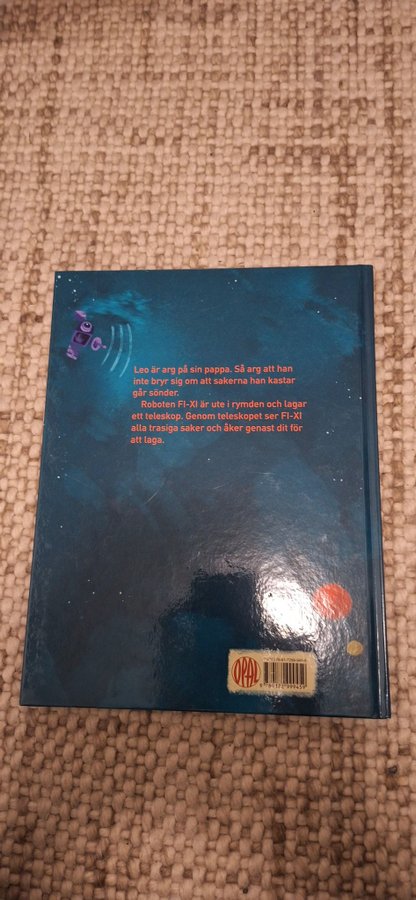 Leo är arg på sin pappa. Så arg att han
inte bryr sig om att sakerna han kastar
går sönder.
Roboten FI-XI är ute i rymden och lagar
ett teleskop. Genom teleskopet ser FI-XI
alla trasiga saker och åker genast dit för
att laga.
OPAL